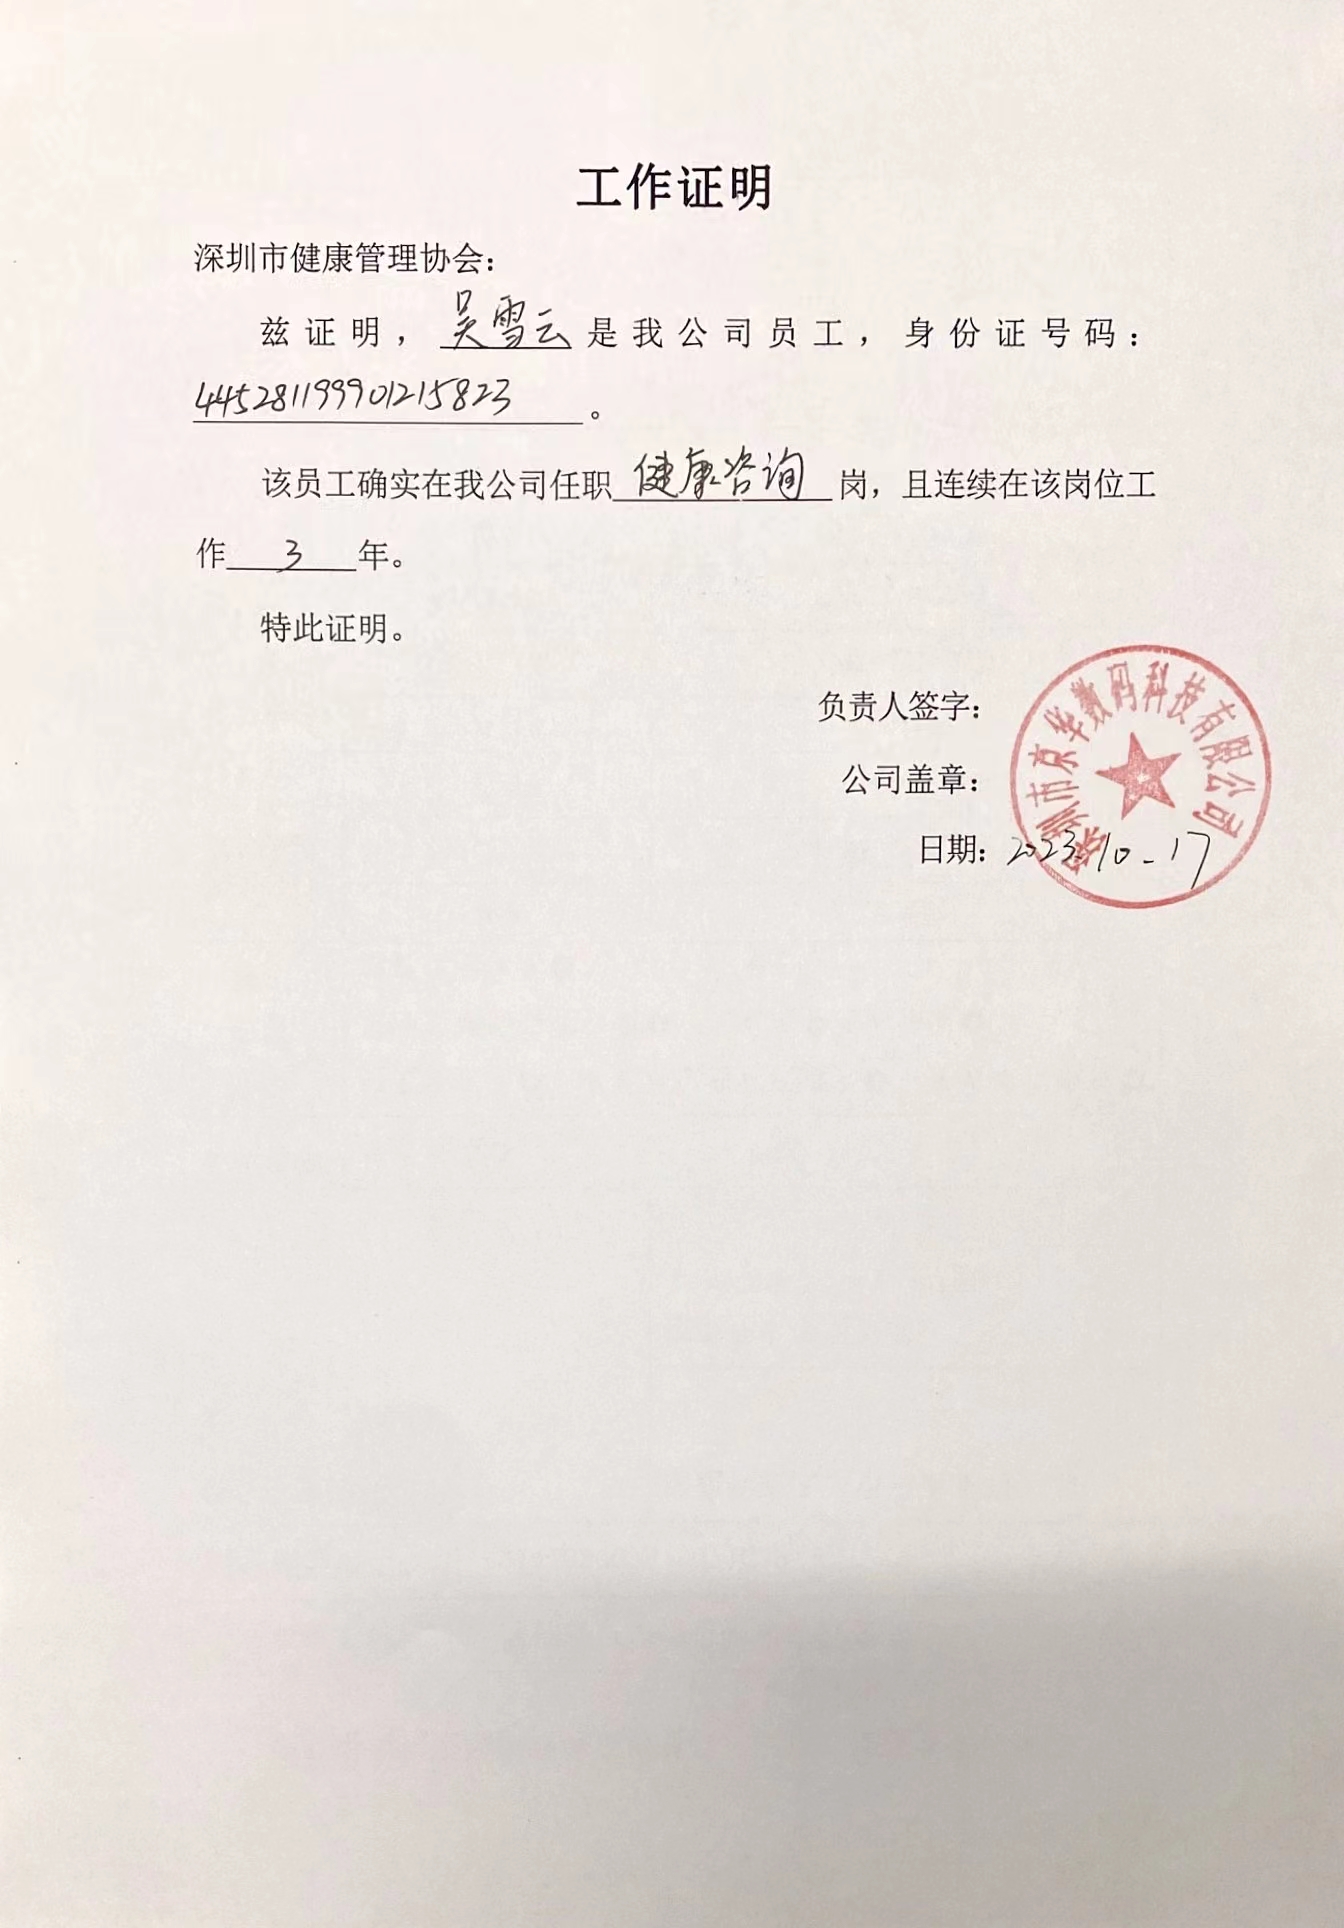 工作证明
深圳市健康管理协会：
兹证明，吴雪云是我公司员工，身份证号码：
445281199901215823。
该员工确实在我公司任职健康咨询岗，且连续在该岗位工
作3年。
特此证明。
负责人签字：
公司盖章：
日期：2023.10.17
深圳市京华数码科技有限公司